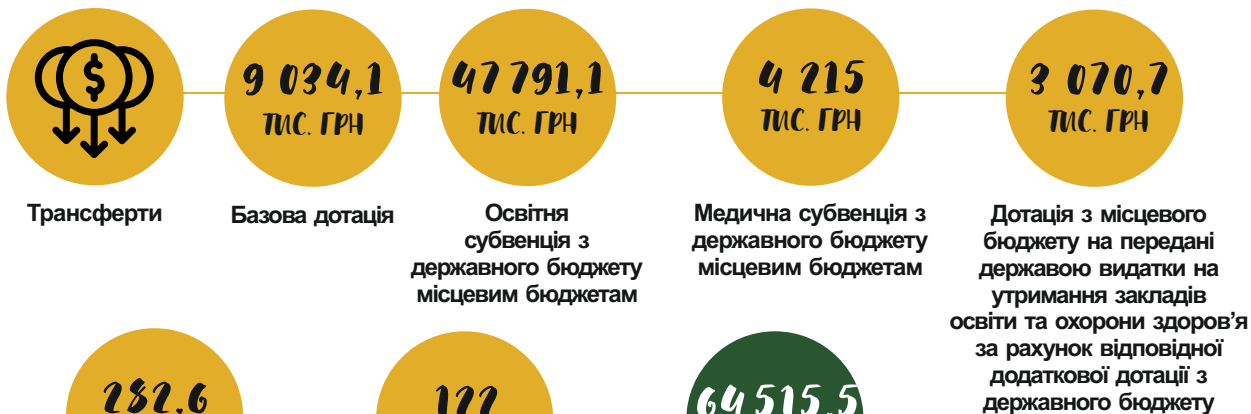 9 034,1
ТИС. ГРН
47 791,1
ТИС. ГРН
4 215
ТИС. ГРН
3 070,7
ТИС. ГРН
Трансферти
Базова дотація
Освітня
субвенція з
державного бюджету
місцевим бюджетам
Медична субвенція з
державного бюджету
місцевим бюджетам
Дотація з місцевого
бюджету на передані
державою видатки на
утримання закладів
освіти та охорони здоров’я
за рахунок відповідної
додаткової дотації з
державного бюджету
282,6
122
64 515,5